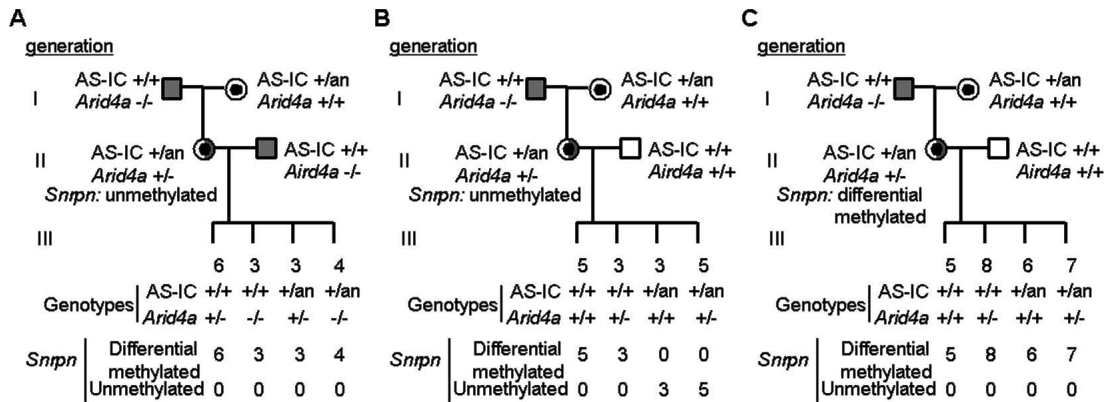 A
generation
I
AS-IC +/+
Arid4a -/-
AS-IC +/an
Arid4a +/+
II
AS-IC +/an
Arid4a +/-
Snrpn: unmethylated
AS-IC +/+
Aird4a -/-
III
6 3 3 4
Genotypes
AS-IC +/+ +/+ +/an +/an
Arid4a +/- -/- +/- -/-
Snrpn
Differential methylated 6 3 3 4
Unmethylated 0 0 0 0
B
generation
I
AS-IC +/+
Arid4a -/-
AS-IC +/an
Arid4a +/+
II
AS-IC +/an
Arid4a +/-
Snrpn: unmethylated
AS-IC +/+
Aird4a +/+
III
5 3 3 5
Genotypes
AS-IC +/+ +/+ +/an +/an
Arid4a +/+ +/- +/+ +/-
Snrpn
Differential methylated 5 3 0 0
Unmethylated 0 0 3 5
C
generation
I
AS-IC +/+
Arid4a -/-
AS-IC +/an
Arid4a +/+
II
AS-IC +/an
Arid4a +/-
Snrpn: differential
methylated
AS-IC +/+
Aird4a +/+
III
5 8 6 7
Genotypes
AS-IC +/+ +/+ +/an +/an
Arid4a +/+ +/- +/+ +/-
Snrpn
Differential methylated 5 8 6 7
Unmethylated 0 0 0 0